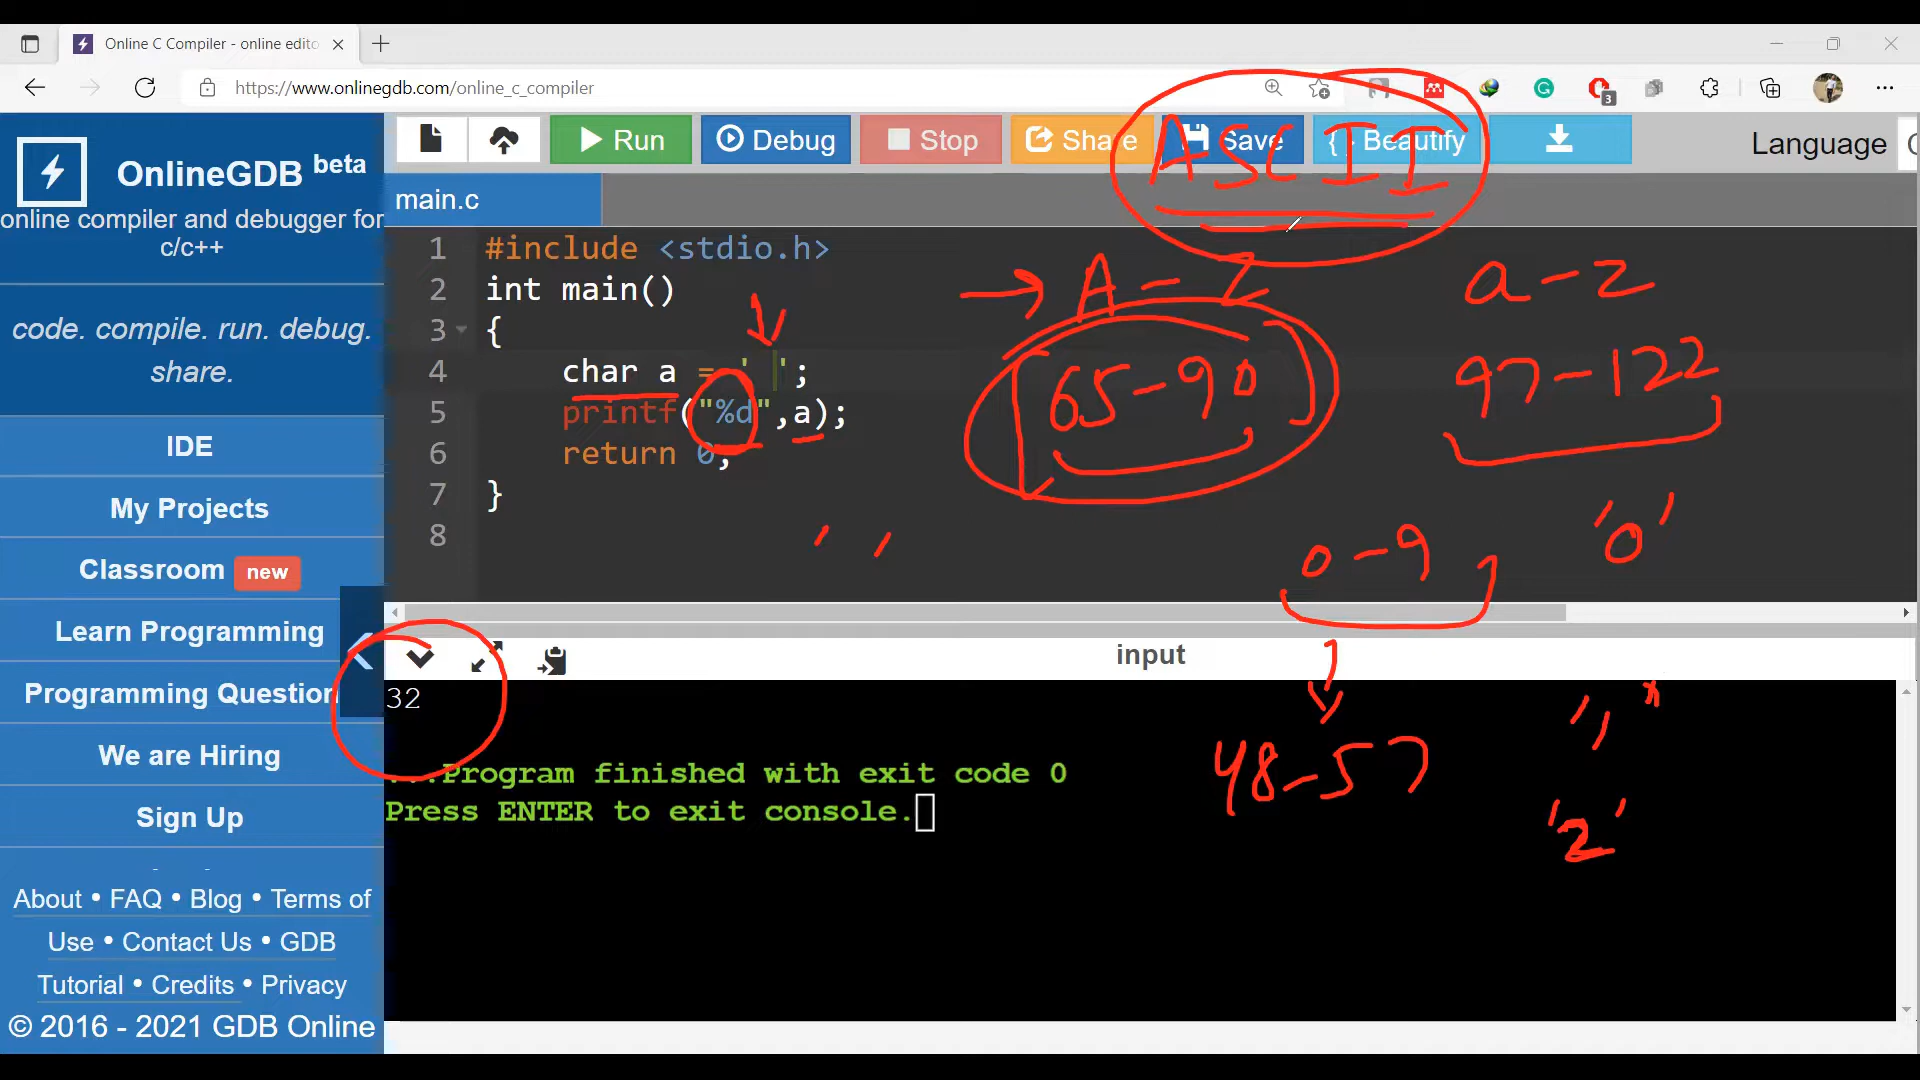 Online C Compiler - online edito
https://www.onlinegdb.com/online_c_compiler
3
OnlineGDB beta
online compiler and debugger for
c/c++
code. compile. run. debug.
share.
IDE
My Projects
Classroom new
Learn Programming
Programming Question
We are Hiring
Sign Up
About • FAQ • Blog • Terms of
Use • Contact Us • GDB
Tutorial • Credits • Privacy
© 2016 - 2021 GDB Online
Run Debug Stop Share Save { } Beautify Language
ASCII
main.c
1 #include <stdio.h>
2 int main()
3 {
4 char a = ' ';
5 printf("%d",a);
6 return 0;
7 }
8
→ A - Z
65-90
a - z
97-122
' '
0-9
'0'
48-57
','
'2'
input
32
...Program finished with exit code 0
Press ENTER to exit console.